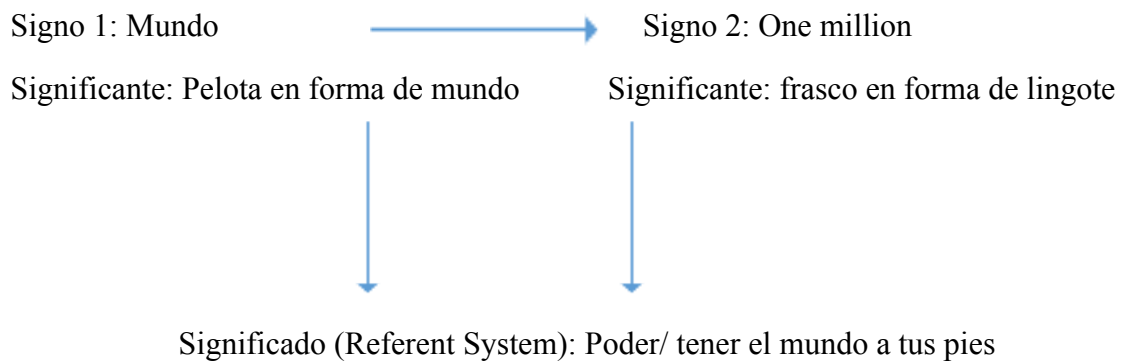 Signo 1: Mundo Signo 2: One million
Significante: Pelota en forma de mundo Significante: frasco en forma de lingote
Significado (Referent System): Poder/ tener el mundo a tus pies